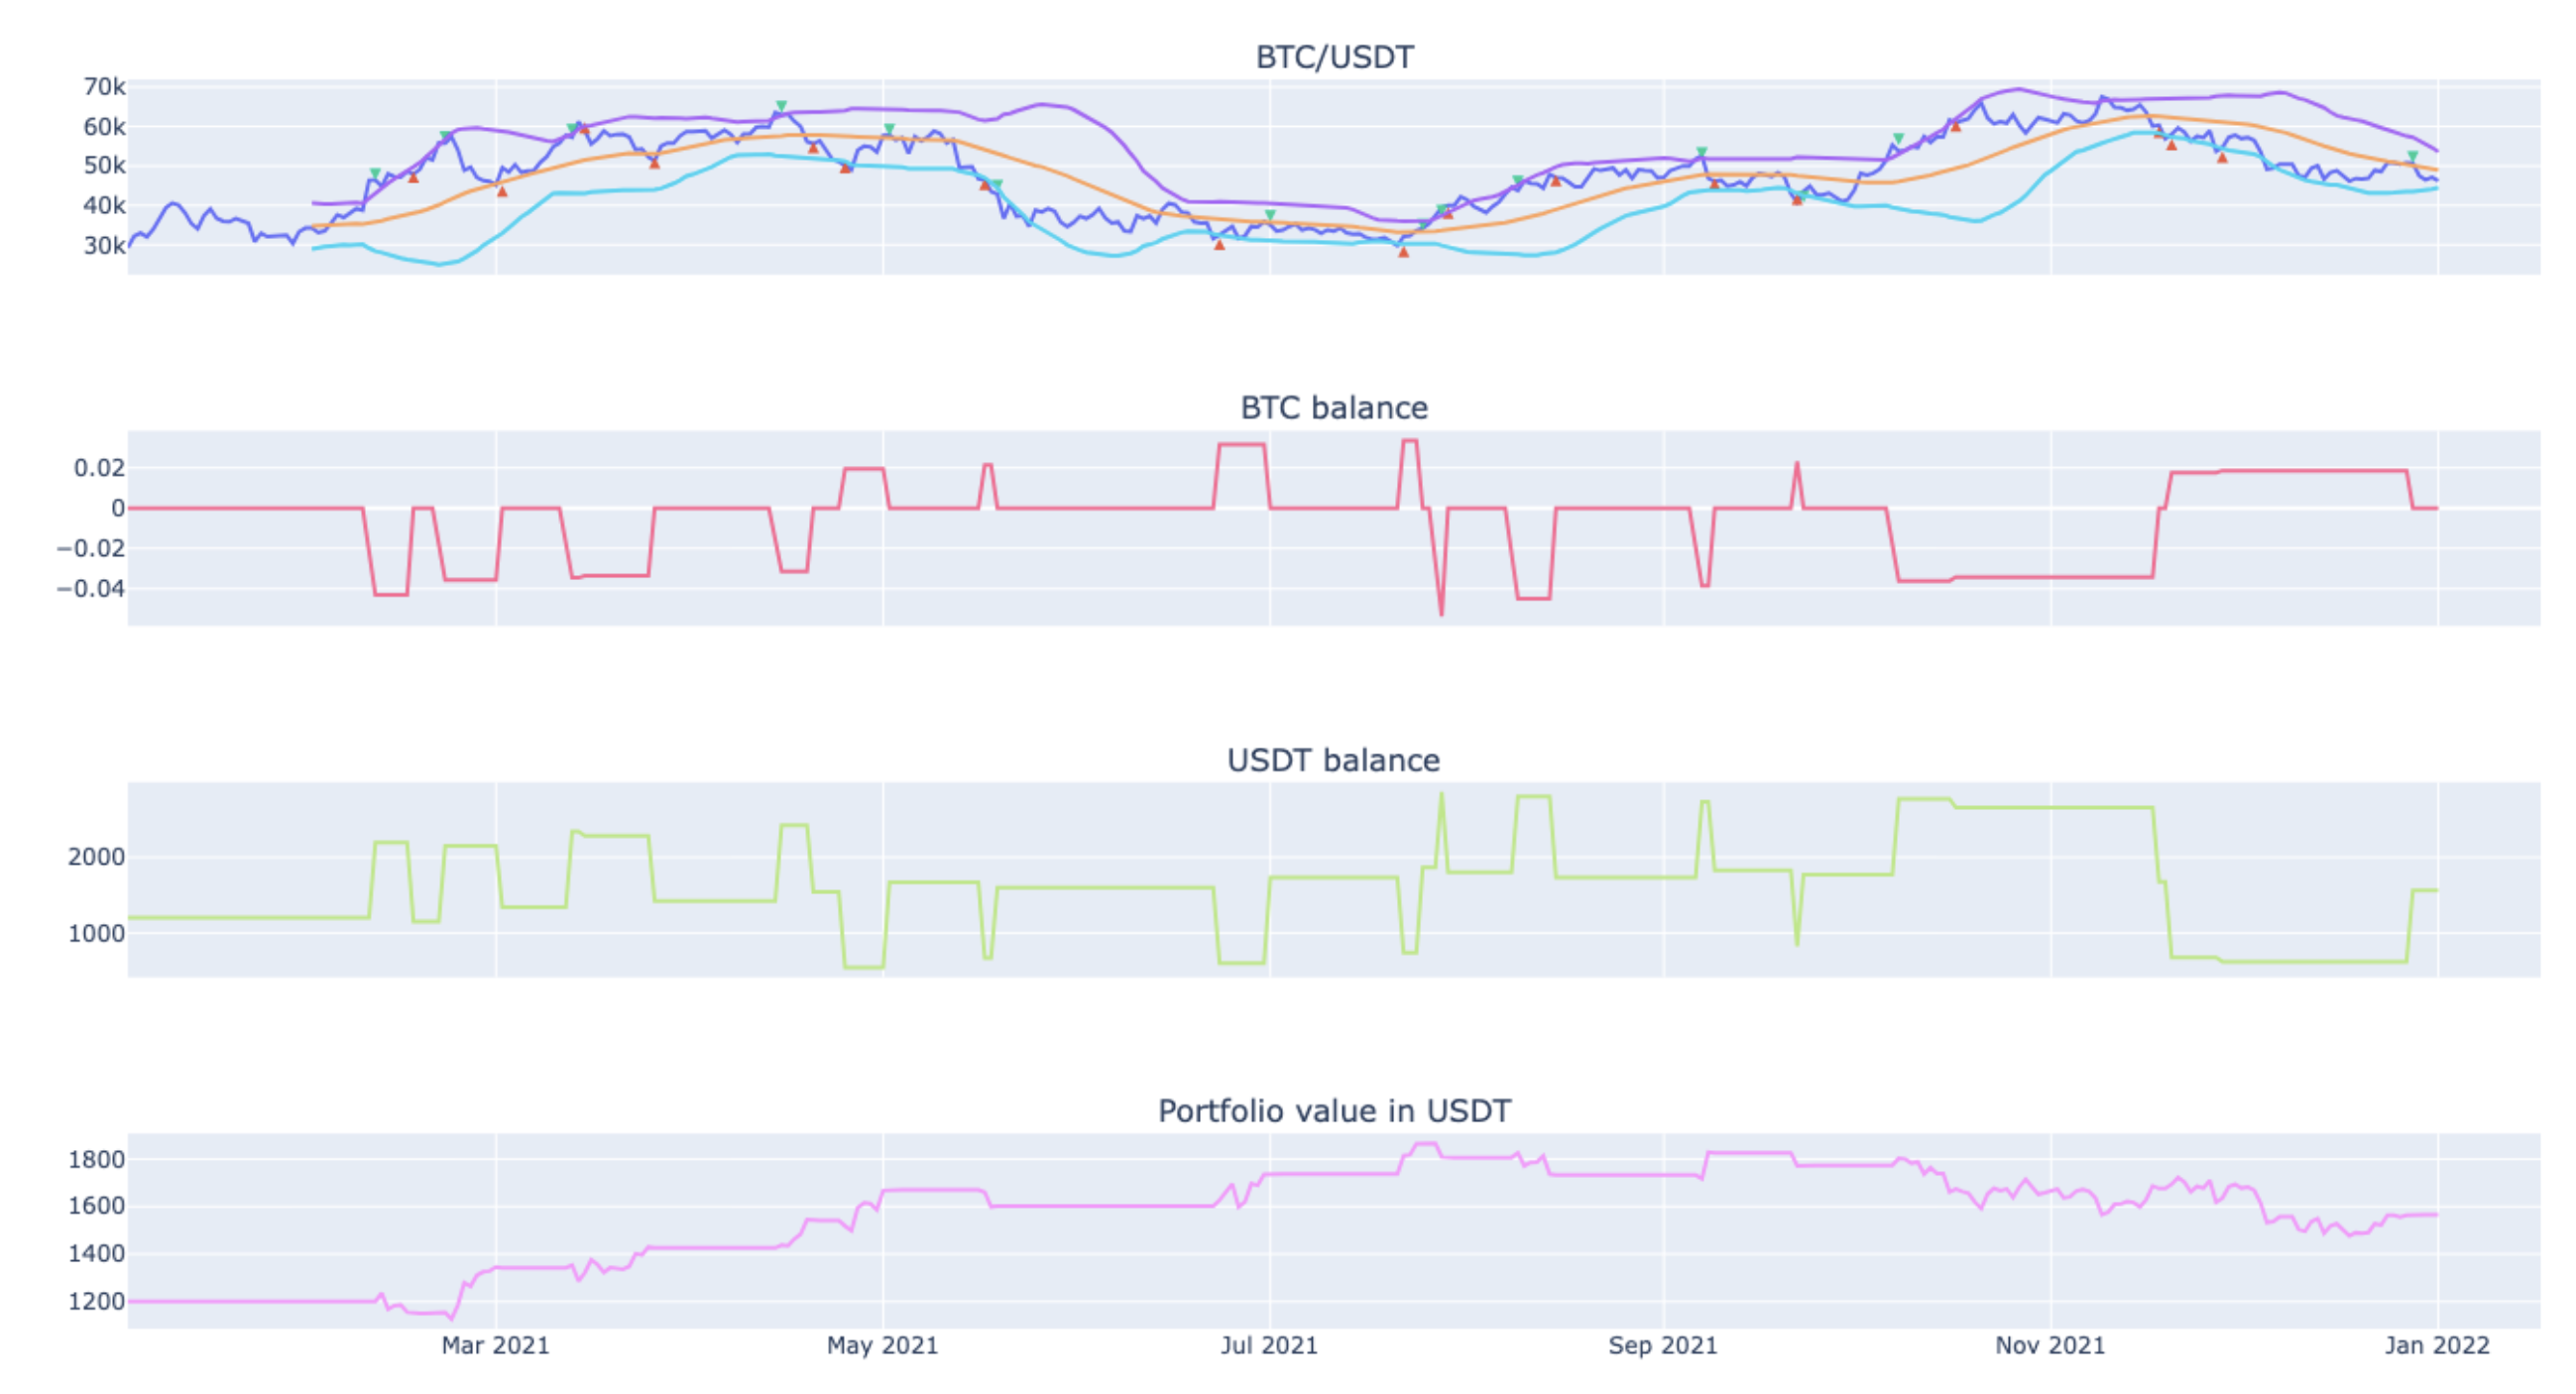 BTC/USDT
70k
60k
50k
40k
30k
BTC balance
0.02
0
−0.02
−0.04
USDT balance
2000
1000
Portfolio value in USDT
1800
1600
1400
1200
Mar 2021 May 2021 Jul 2021 Sep 2021 Nov 2021 Jan 2022